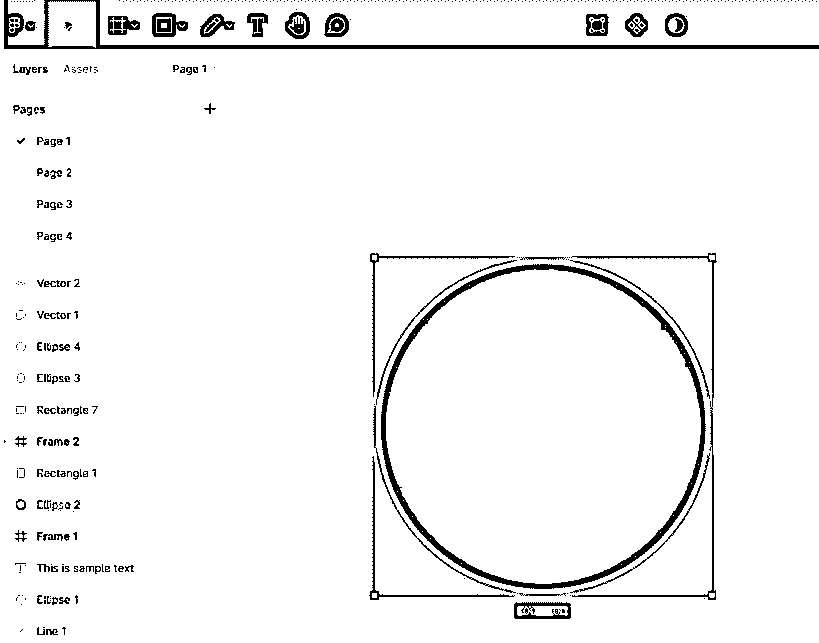 Layers Assets Page 1
Pages
Page 1
Page 2
Page 3
Page 4
Vector 2
Vector 1
Ellipse 4
Ellipse 3
Rectangle 7
Frame 2
Rectangle 1
Ellipse 2
Frame 1
This is sample text
Ellipse 1
Line 1